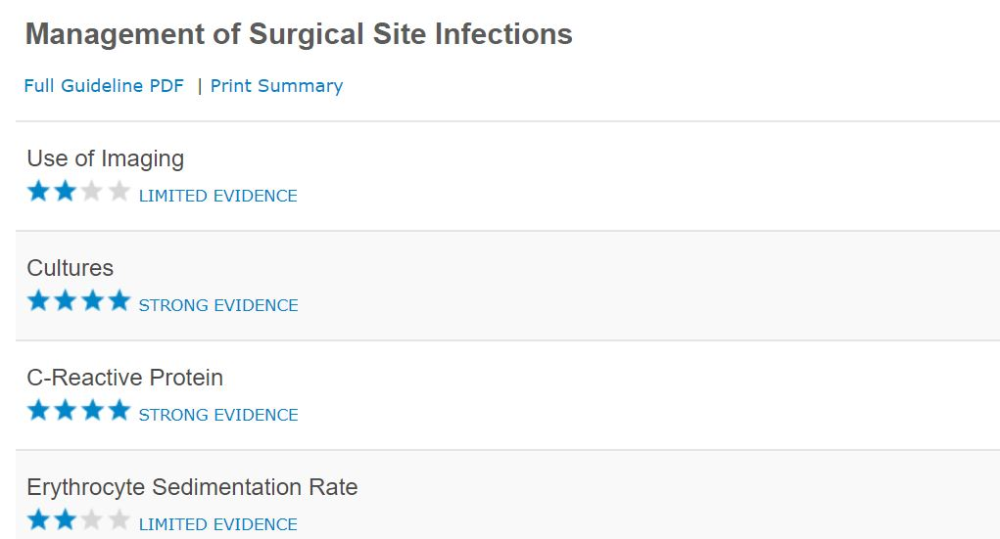 Management of Surgical Site Infections
Full Guideline PDF | Print Summary
Use of Imaging
LIMITED EVIDENCE
Cultures
STRONG EVIDENCE
C-Reactive Protein
STRONG EVIDENCE
Erythrocyte Sedimentation Rate
LIMITED EVIDENCE